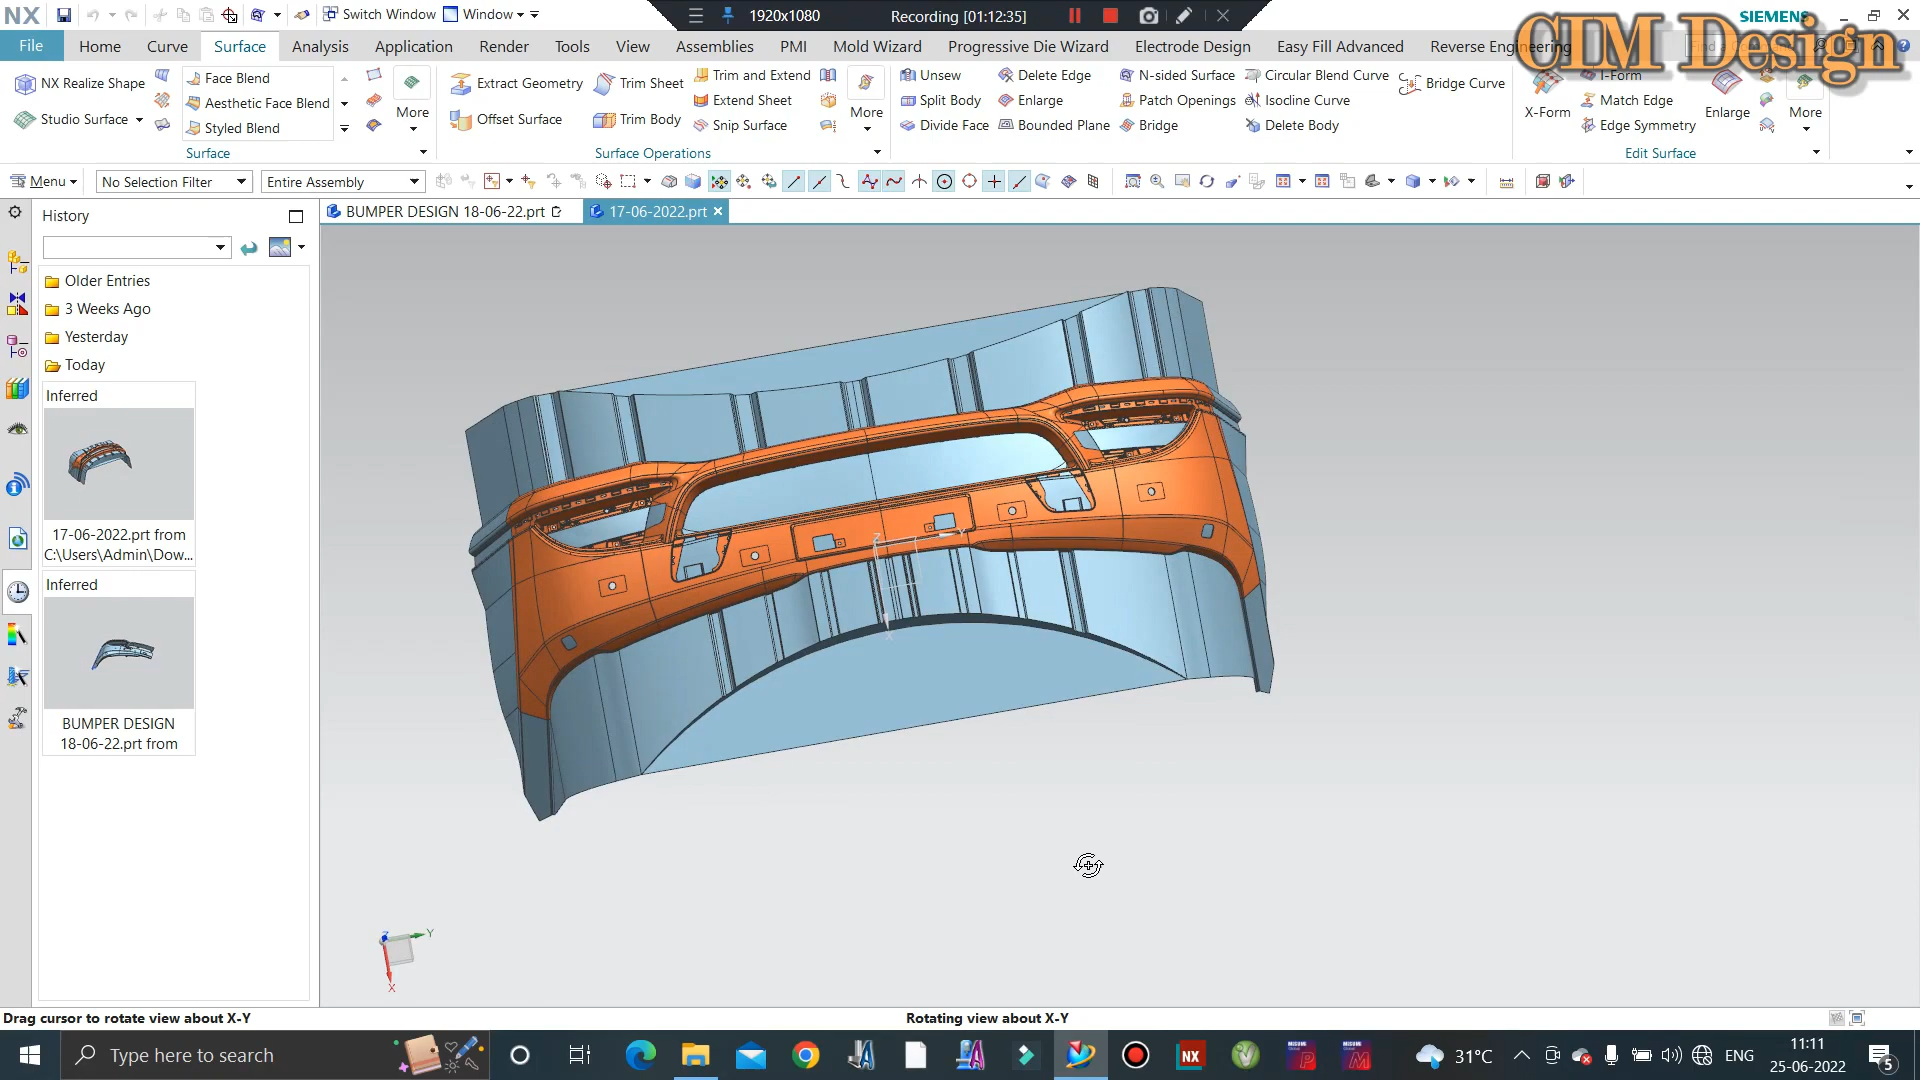 NX
Switch Window
Window
1920x1080
Recording [01:12:35]
SIEMENS
CIM Design
File
Home
Curve
Surface
Analysis
Application
Render
Tools
View
Assemblies
PMI
Mold Wizard
Progressive Die Wizard
Electrode Design
Easy Fill Advanced
Reverse Engineering
NX Realize Shape
Studio Surface
Face Blend
Aesthetic Face Blend
Styled Blend
More
Surface
Extract Geometry
Offset Surface
Trim Sheet
Trim Body
Trim and Extend
Extend Sheet
Snip Surface
More
Surface Operations
Unsew
Split Body
Divide Face
Delete Edge
Enlarge
Bounded Plane
N-sided Surface
Patch Openings
Bridge
Circular Blend Curve
Isocline Curve
Delete Body
Bridge Curve
X-Form
I-Form
Match Edge
Edge Symmetry
Enlarge
More
Edit Surface
Menu
No Selection Filter
Entire Assembly
History
BUMPER DESIGN 18-06-22.prt
17-06-2022.prt
Older Entries
3 Weeks Ago
Yesterday
Today
Inferred
17-06-2022.prt from
C:\Users\Admin\Dow...
Inferred
BUMPER DESIGN
18-06-22.prt from
Z
Y
X
Z
Y
X
Drag cursor to rotate view about X-Y
Rotating view about X-Y
Type here to search
NX
31°C
ENG
11:11
25-06-2022
5